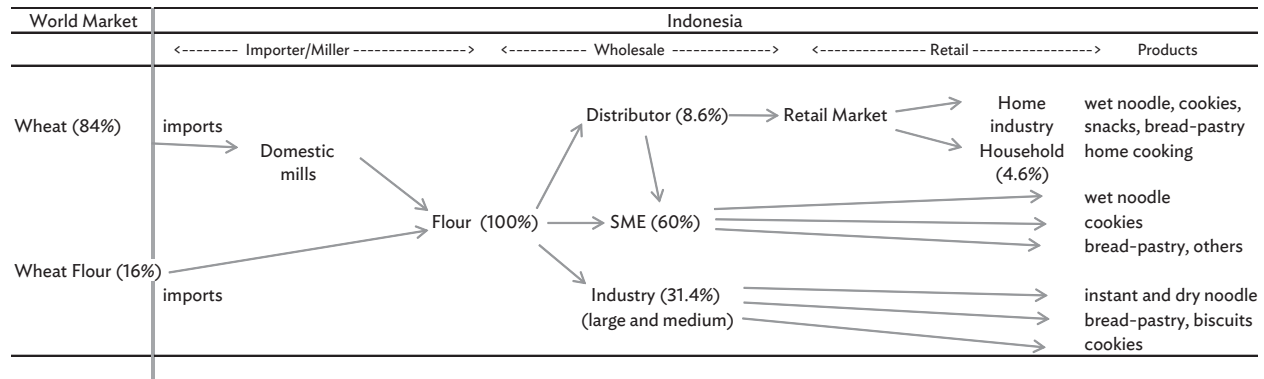 World Market Indonesia
<-------- Importer/Miller ---------------> <----------- Wholesale ----------> <--------------- Retail ---------------> Products
Distributor (8.6%) Retail Market Home wet noodle, cookies,
Wheat (84%) imports industry snacks, bread-pastry
Domestic Household home cooking
mills (4.6%)
wet noodle
Flour (100%) SME (60%) cookies
bread-pastry, others
Wheat Flour (16%)
imports Industry (31.4%) instant and dry noodle
(large and medium) bread-pastry, biscuits
cookies